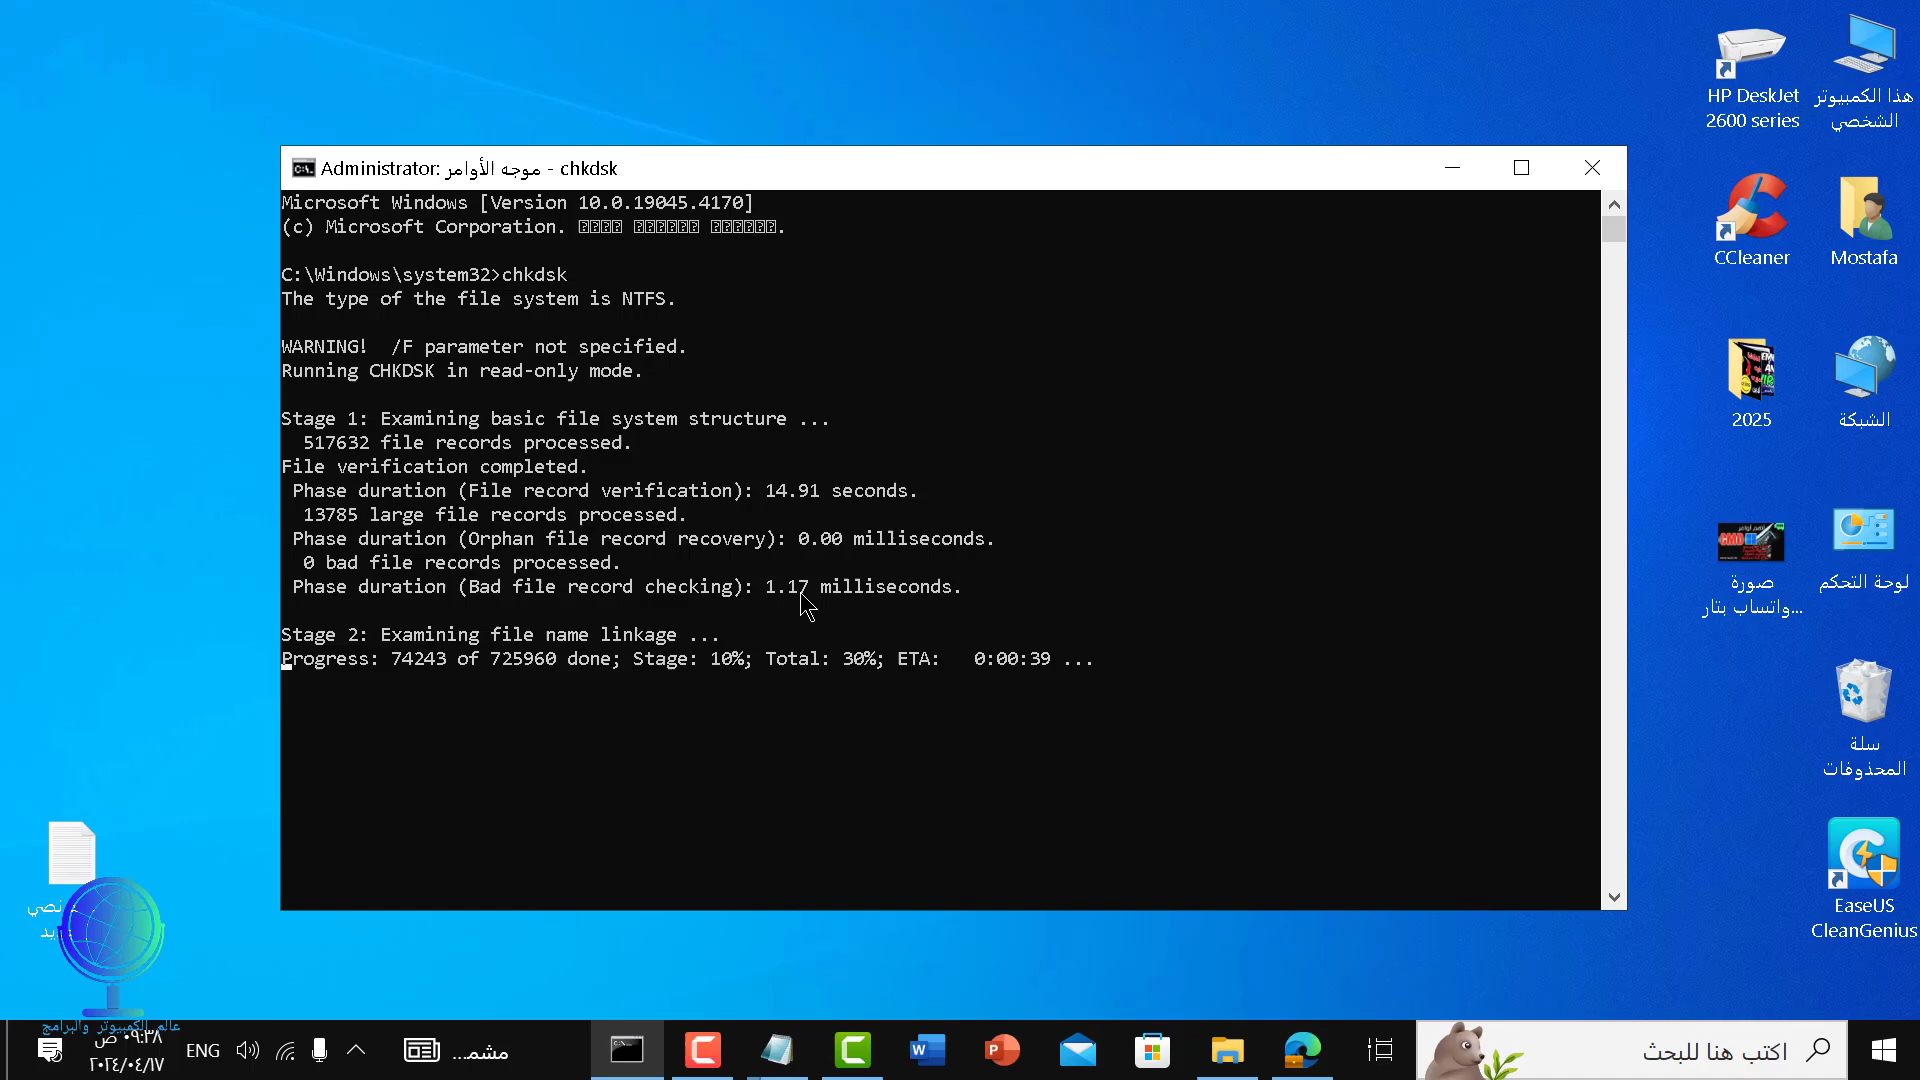 Administrator: موجه الأوامر - chkdsk
Microsoft Windows [Version 10.0.19045.4170]
(c) Microsoft Corporation.
C:\Windows\system32>chkdsk
The type of the file system is NTFS.
WARNING!  /F parameter not specified.
Running CHKDSK in read-only mode.
Stage 1: Examining basic file system structure ...
517632 file records processed.
File verification completed.
Phase duration (File record verification): 14.91 seconds.
13785 large file records processed.
Phase duration (Orphan file record recovery): 0.00 milliseconds.
0 bad file records processed.
Phase duration (Bad file record checking): 1.17 milliseconds.
Stage 2: Examining file name linkage ...
Progress: 74243 of 725960 done; Stage: 10%; Total: 30%; ETA:   0:00:39 ...
هذا الكمبيوتر
الشخصي
HP DeskJet
2600 series
Mostafa
CCleaner
الشبكة
2025
لوحة التحكم
صورة
واتساب بتار...
سلة
المحذوفات
EaseUS
CleanGenius
نصي
عالم الكمبيوتر والبرامج
اكتب هنا للبحث
مشم...
ENG
٠٩:٣٨ ص
٢٠٢٤/٠٤/١٧